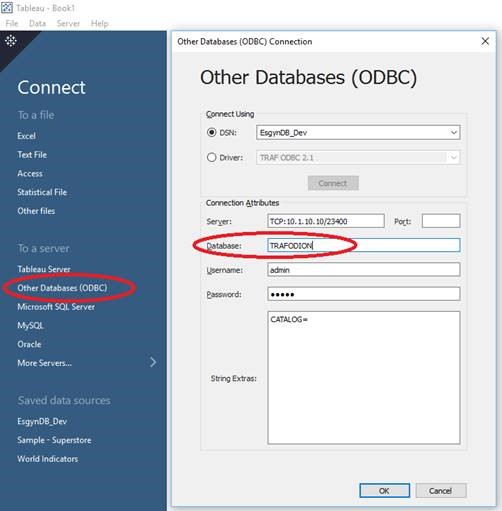 Tableau - Book1
File Data Server Help
Connect
To a file
Excel
Text File
Access
Statistical File
Other files
To a server
Tableau Server
Other Databases (ODBC)
Microsoft SQL Server
MySQL
Oracle
More Servers...
Saved data sources
EsgynDB_Dev
Sample - Superstore
World Indicators
Other Databases (ODBC) Connection
Other Databases (ODBC)
Connect Using
DSN: EsgynDB_Dev
Driver: TRAF ODBC 2.1
Connect
Connection Attributes
Server: TCP:10.1.10.10/23400 Port:
Database: TRAFODION
Username: admin
Password: •••••
String Extras: CATALOG=
OK Cancel